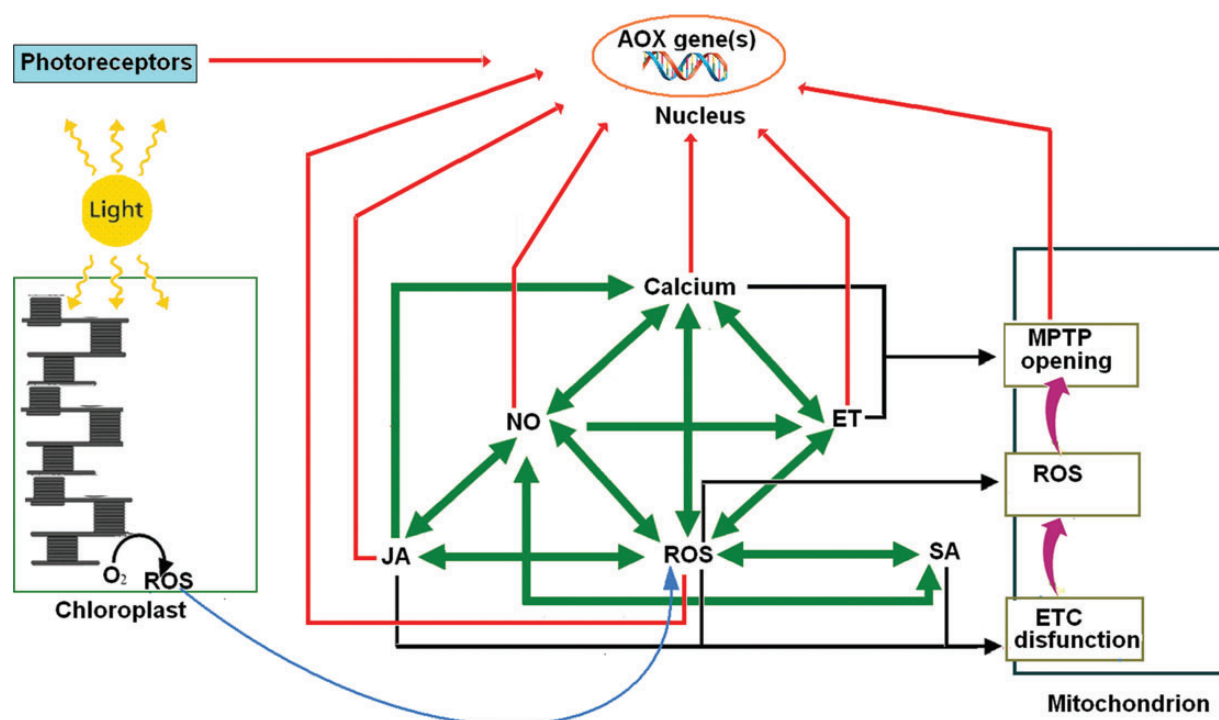 AOX gene(s)
Photoreceptors
Nucleus
Light
Calcium
MPTP
opening
NO
ET
ROS
JA
ROS
SA
O₂
ROS
Chloroplast
ETC
disfunction
Mitochondrion